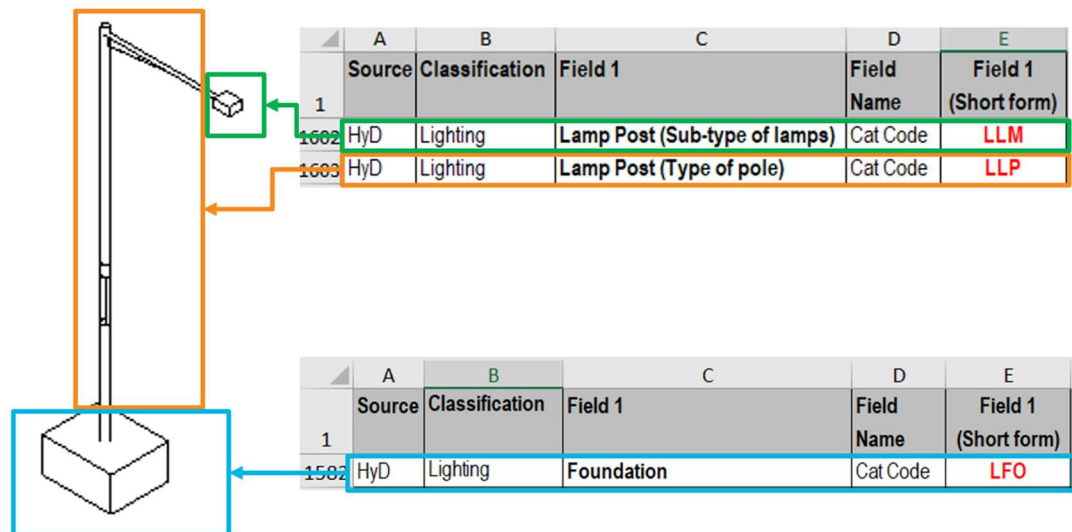 A B C D E
Source Classification Field 1 Field Field 1
1 Name (Short form)
1602 HyD Lighting Lamp Post (Sub-type of lamps) Cat Code LLM
1603 HyD Lighting Lamp Post (Type of pole) Cat Code LLP
A B C D E
Source Classification Field 1 Field Field 1
1 Name (Short form)
1582 HyD Lighting Foundation Cat Code LFO